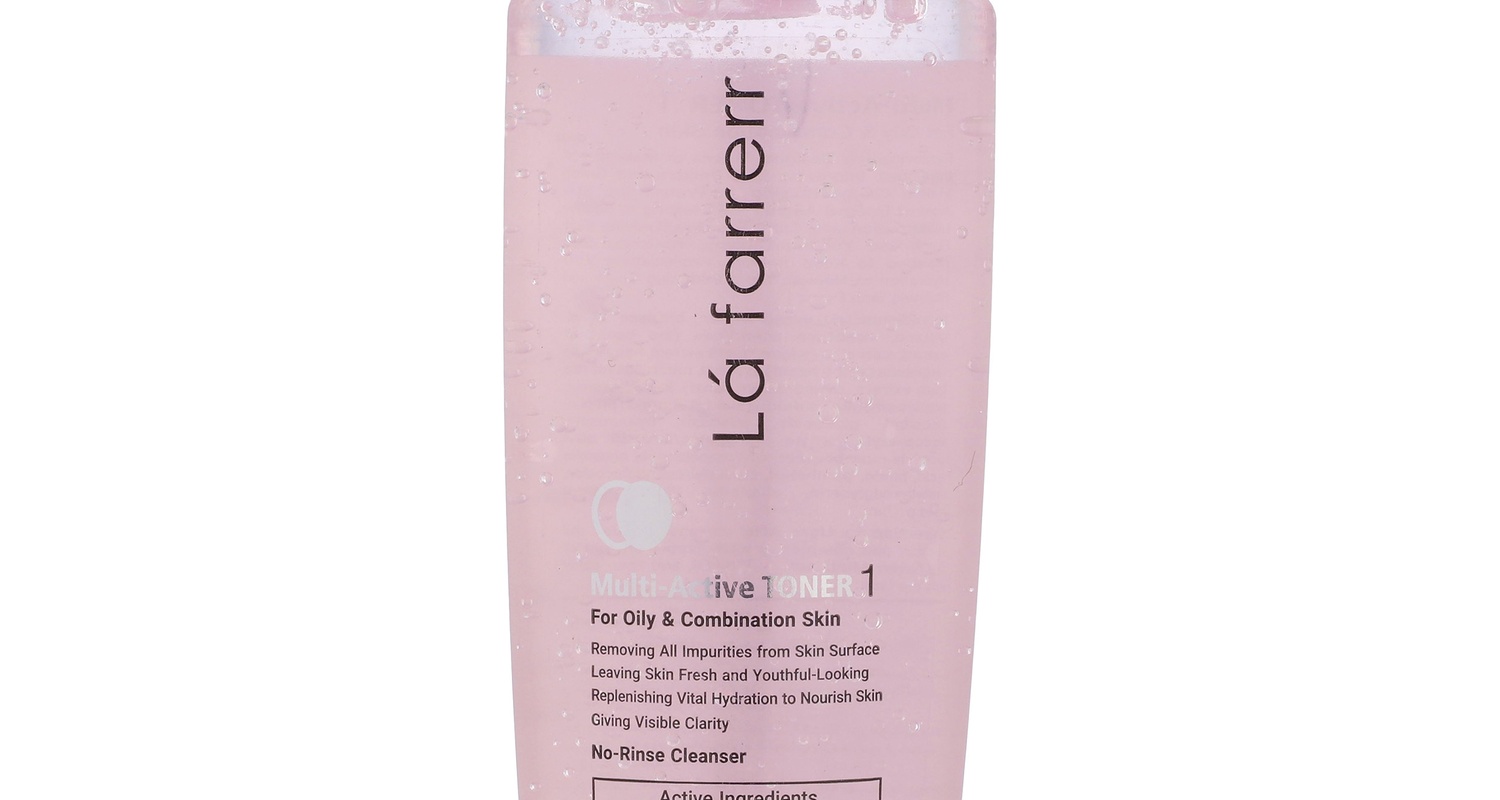 Lá farrerr
Multi-Active TONER 1
For Oily & Combination Skin
Removing All Impurities from Skin Surface
Leaving Skin Fresh and Youthful-Looking
Replenishing Vital Hydration to Nourish Skin
Giving Visible Clarity
No-Rinse Cleanser
Active Ingredients